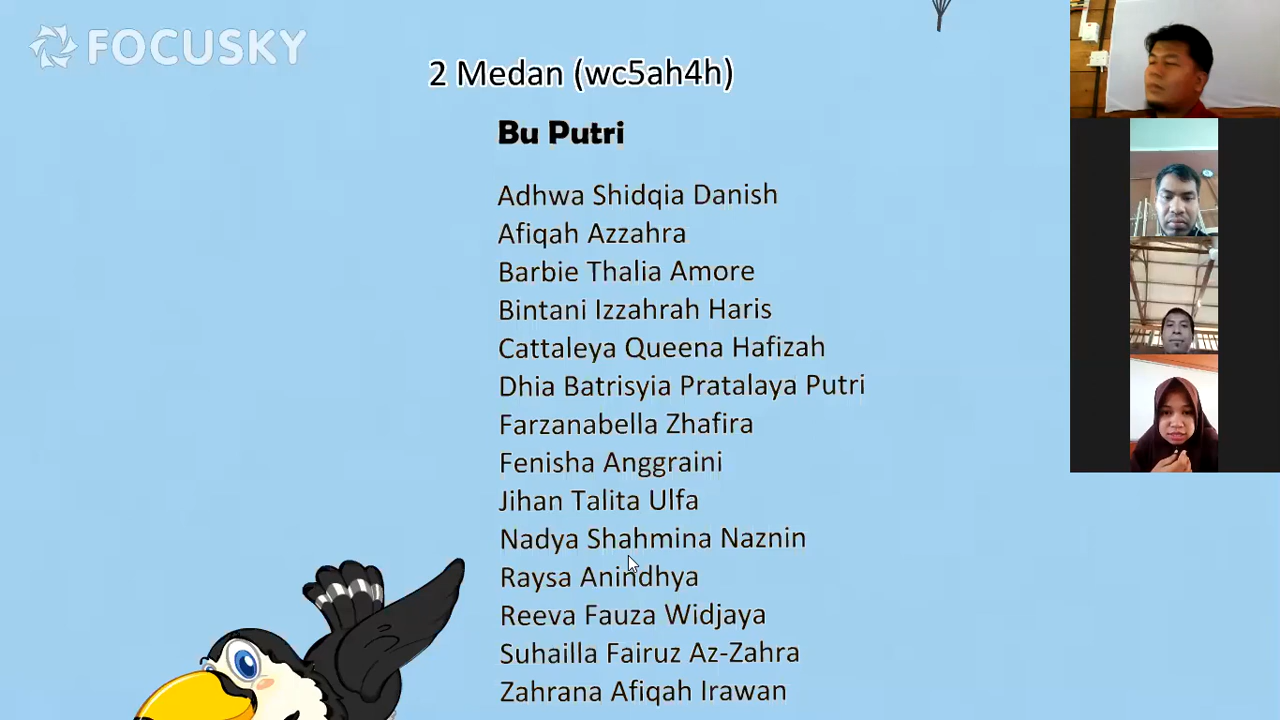 FOCUSKY
2 Medan (wc5ah4h)
Bu Putri
Adhwa Shidqia Danish
Afiqah Azzahra
Barbie Thalia Amore
Bintani Izzahrah Haris
Cattaleya Queena Hafizah
Dhia Batrisyia Pratalaya Putri
Farzanabella Zhafira
Fenisha Anggraini
Jihan Talita Ulfa
Nadya Shahmina Naznin
Raysa Anindhya
Reeva Fauza Widjaya
Suhailla Fairuz Az-Zahra
Zahrana Afiqah Irawan